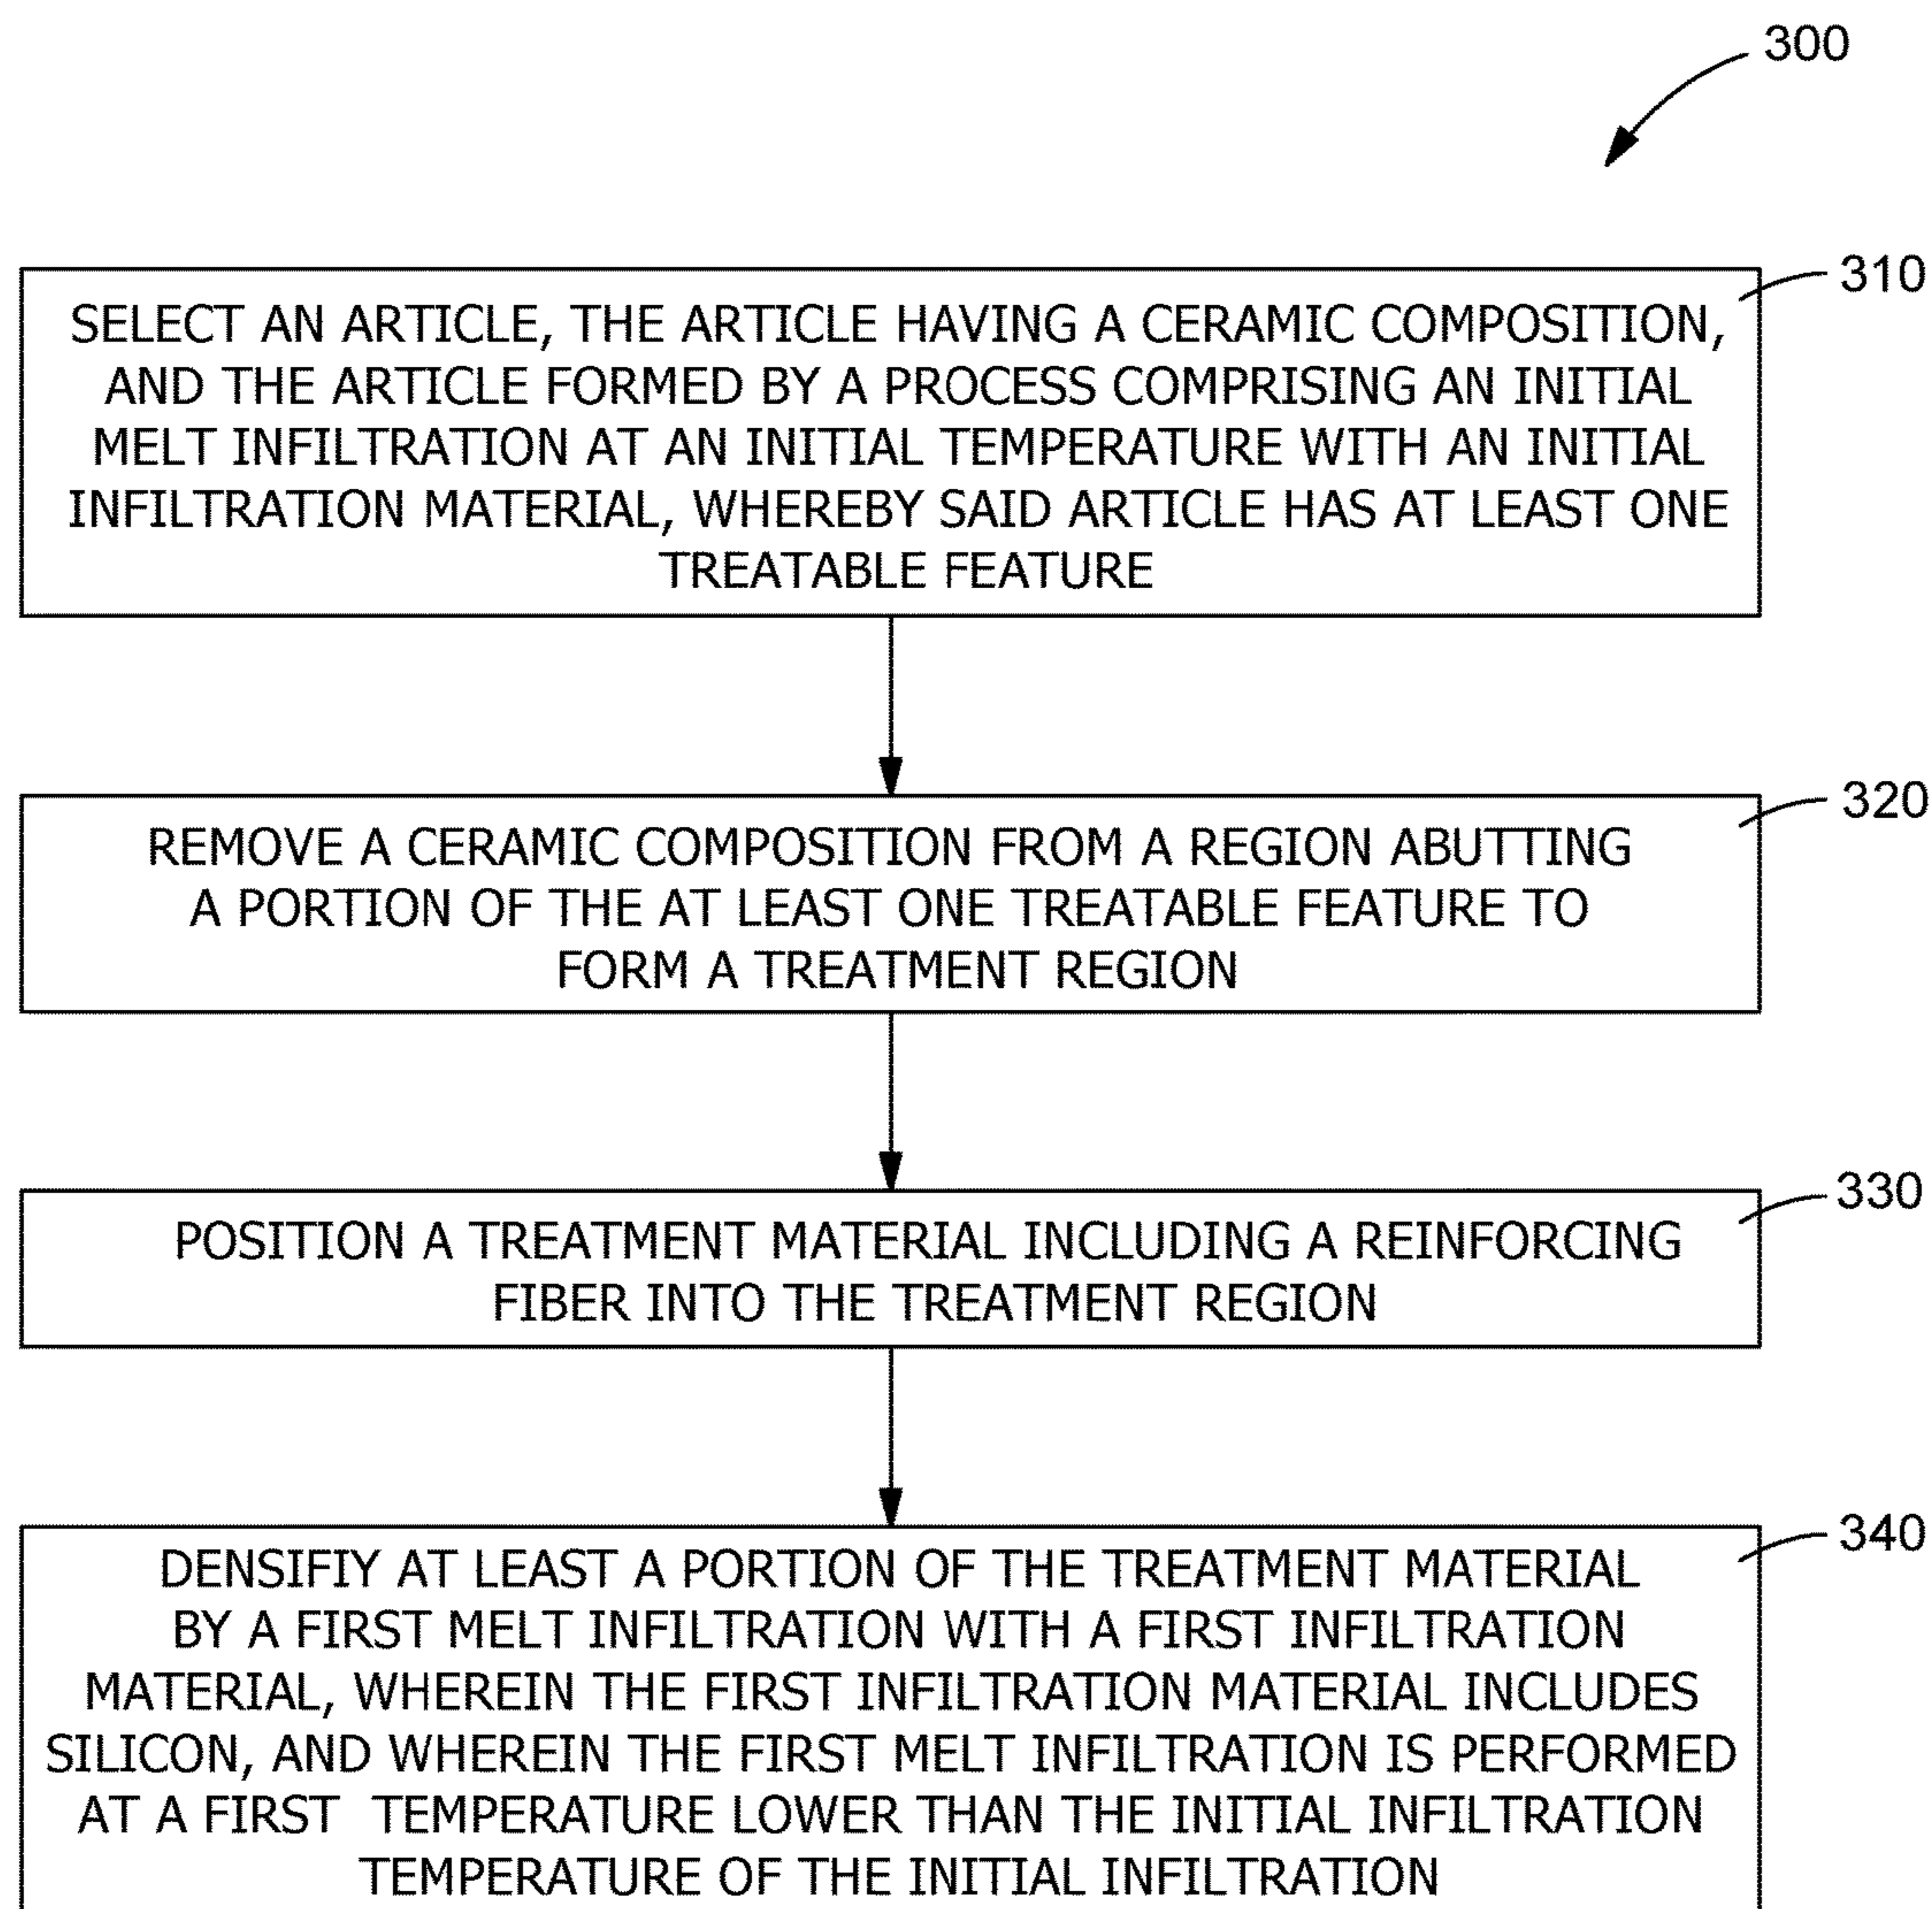 300
310
SELECT AN ARTICLE, THE ARTICLE HAVING A CERAMIC COMPOSITION,
AND THE ARTICLE FORMED BY A PROCESS COMPRISING AN INITIAL
MELT INFILTRATION AT AN INITIAL TEMPERATURE WITH AN INITIAL
INFILTRATION MATERIAL, WHEREBY SAID ARTICLE HAS AT LEAST ONE
TREATABLE FEATURE
320
REMOVE A CERAMIC COMPOSITION FROM A REGION ABUTTING
A PORTION OF THE AT LEAST ONE TREATABLE FEATURE TO
FORM A TREATMENT REGION
330
POSITION A TREATMENT MATERIAL INCLUDING A REINFORCING
FIBER INTO THE TREATMENT REGION
340
DENSIFIY AT LEAST A PORTION OF THE TREATMENT MATERIAL
BY A FIRST MELT INFILTRATION WITH A FIRST INFILTRATION
MATERIAL, WHEREIN THE FIRST INFILTRATION MATERIAL INCLUDES
SILICON, AND WHEREIN THE FIRST MELT INFILTRATION IS PERFORMED
AT A FIRST TEMPERATURE LOWER THAN THE INITIAL INFILTRATION
TEMPERATURE OF THE INITIAL INFILTRATION